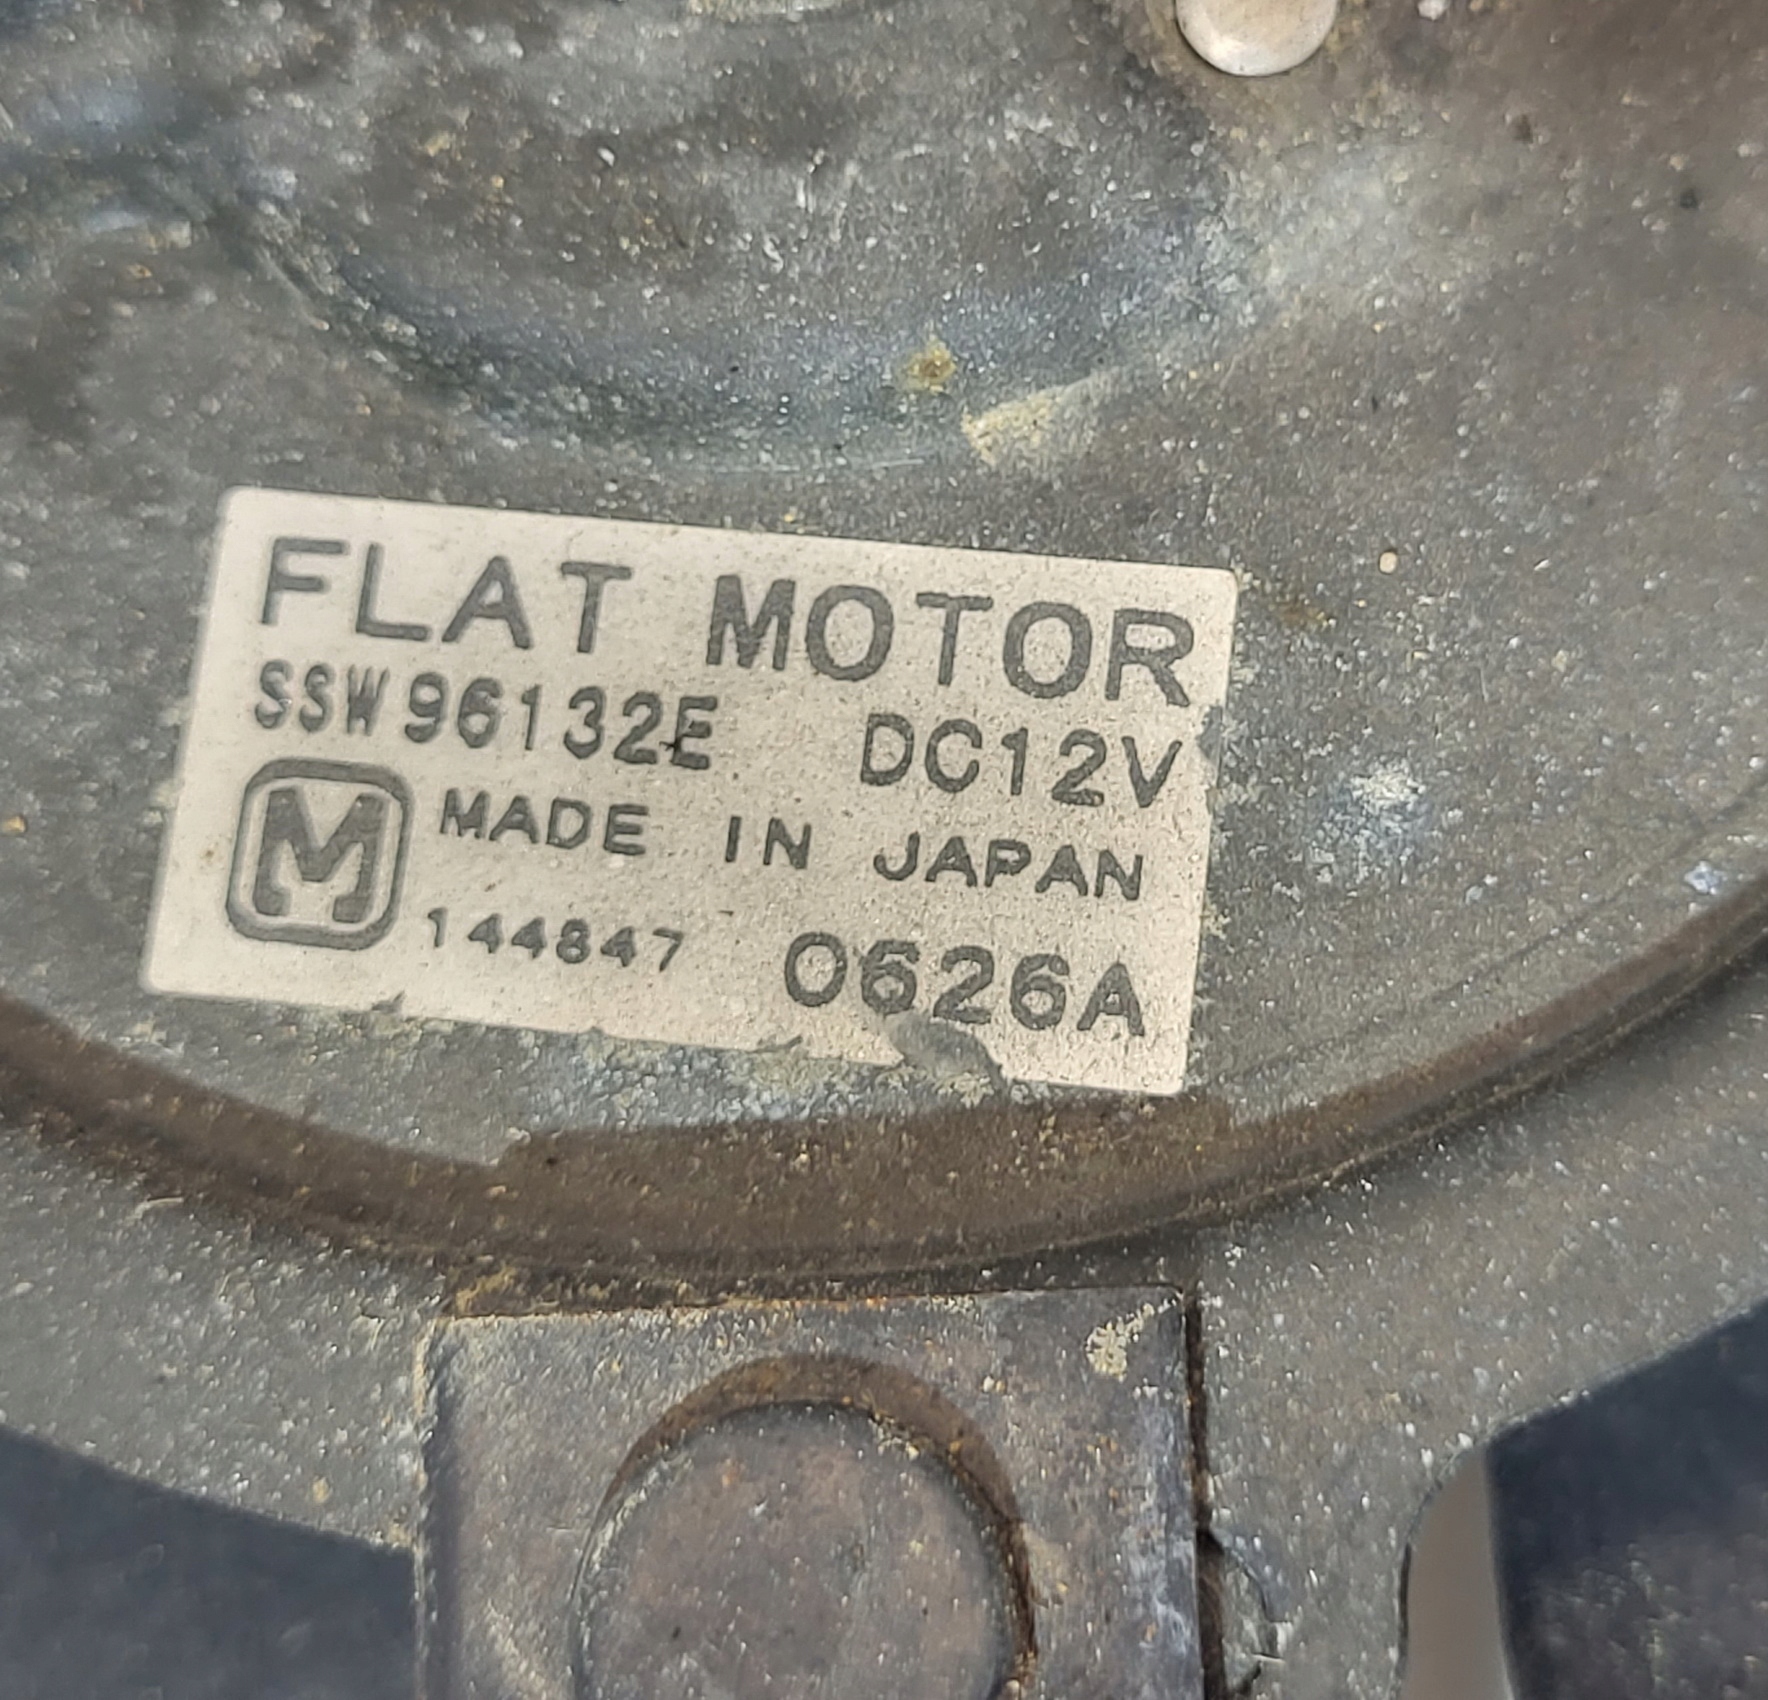 FLAT MOTOR
SSW96132E DC12V
M MADE IN JAPAN
144847 0626A